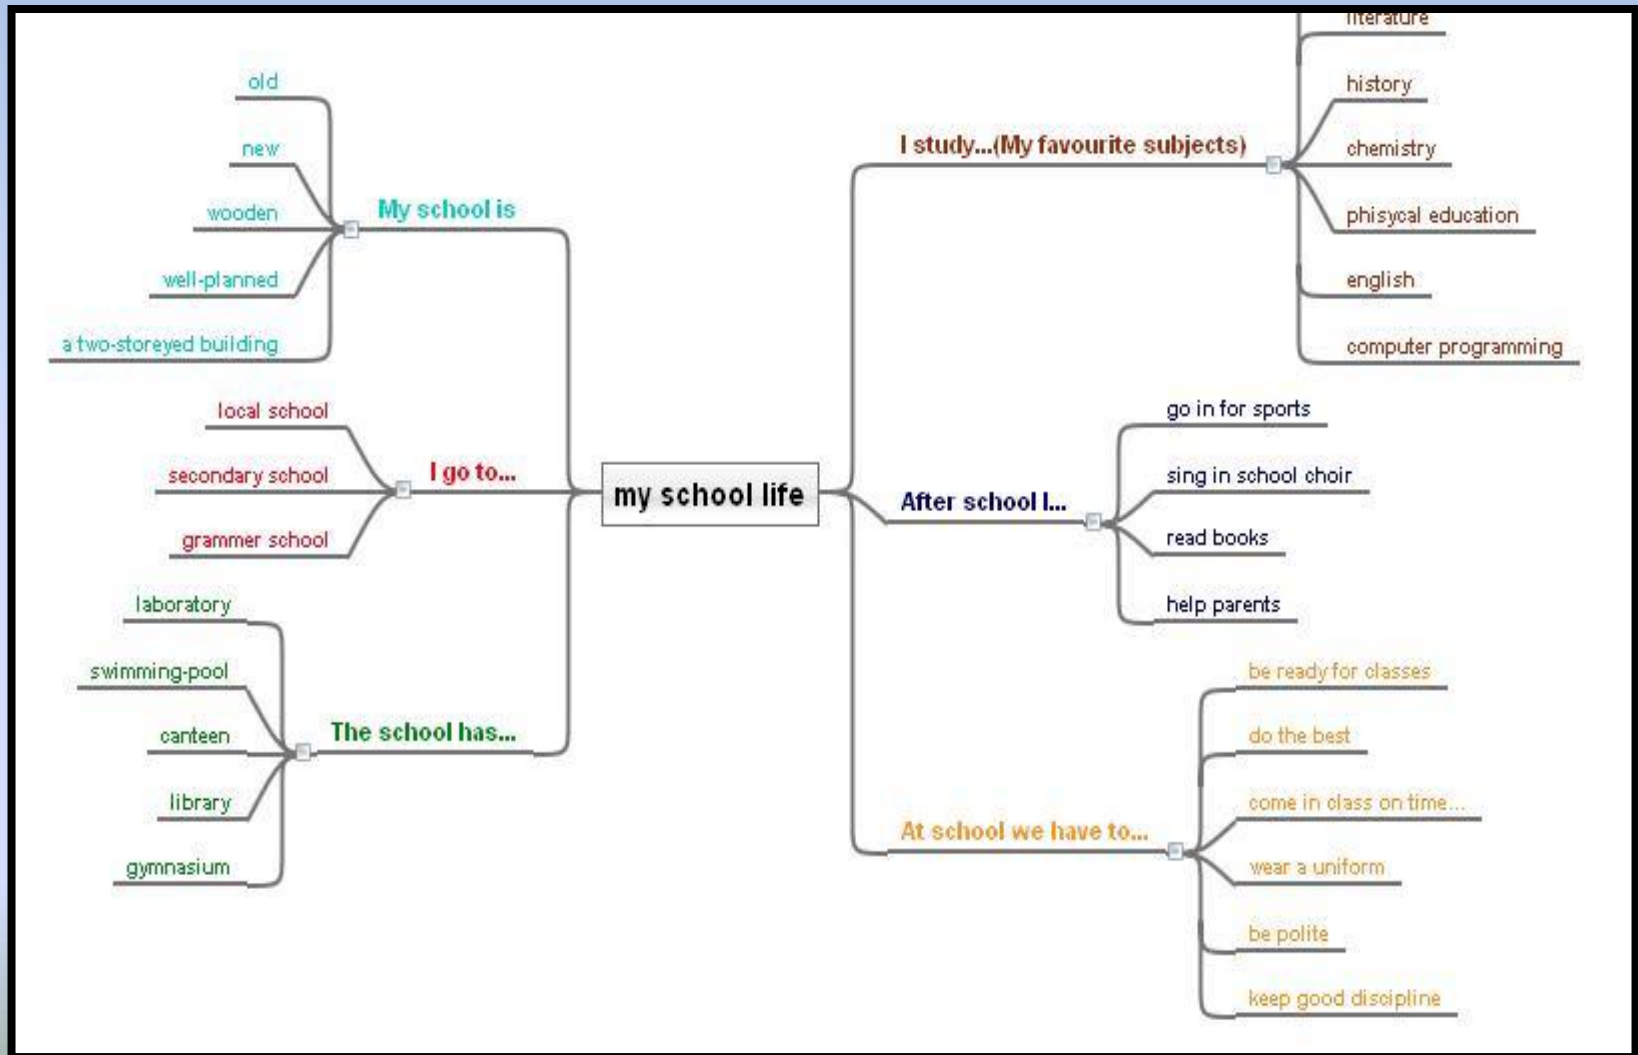 my school life
My school is
old
new
wooden
well-planned
a two-storeyed building
I go to...
local school
secondary school
grammer school
The school has...
laboratory
swimming-pool
canteen
library
gymnasium
I study...(My favourite subjects)
literature
history
chemistry
phisycal education
english
computer programming
After school I...
go in for sports
sing in school choir
read books
help parents
At school we have to...
be ready for classes
do the best
come in class on time...
wear a uniform
be polite
keep good discipline